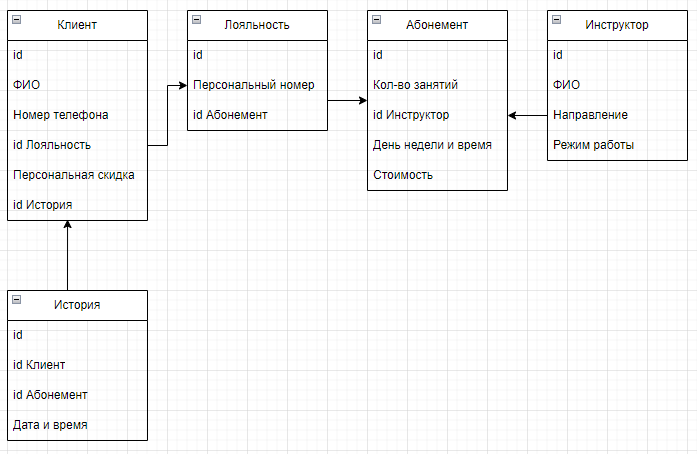 Клиент
id
ФИО
Номер телефона
id Лояльность
Персональная скидка
id История
Лояльность
id
Персональный номер
id Абонемент
Абонемент
id
Кол-во занятий
id Инструктор
День недели и время
Стоимость
Инструктор
id
ФИО
Направление
Режим работы
История
id
id Клиент
id Абонемент
Дата и время